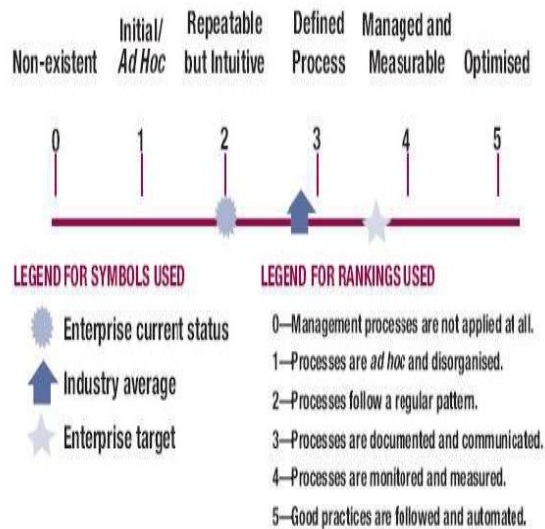 Non-existent
Initial/
Ad Hoc
Repeatable
but Intuitive
Defined
Process
Managed and
Measurable
Optimised
0
1
2
3
4
5
LEGEND FOR SYMBOLS USED
Enterprise current status
Industry average
Enterprise target
LEGEND FOR RANKINGS USED
0—Management processes are not applied at all.
1—Processes are ad hoc and disorganised.
2—Processes follow a regular pattern.
3—Processes are documented and communicated.
4—Processes are monitored and measured.
5—Good practices are followed and automated.